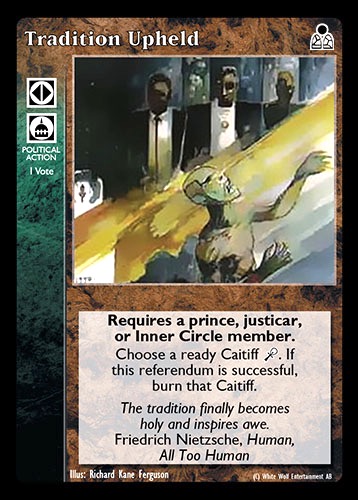 Tradition Upheld
POLITICAL
ACTION
1 Vote
Requires a prince, justicar,
or Inner Circle member.
Choose a ready Caitiff. If
this referendum is successful,
burn that Caitiff.
The tradition finally becomes
holy and inspires awe.
Friedrich Nietzsche, Human,
All Too Human
Illus: Richard Kane Ferguson
(C) White Wolf Entertainment AB